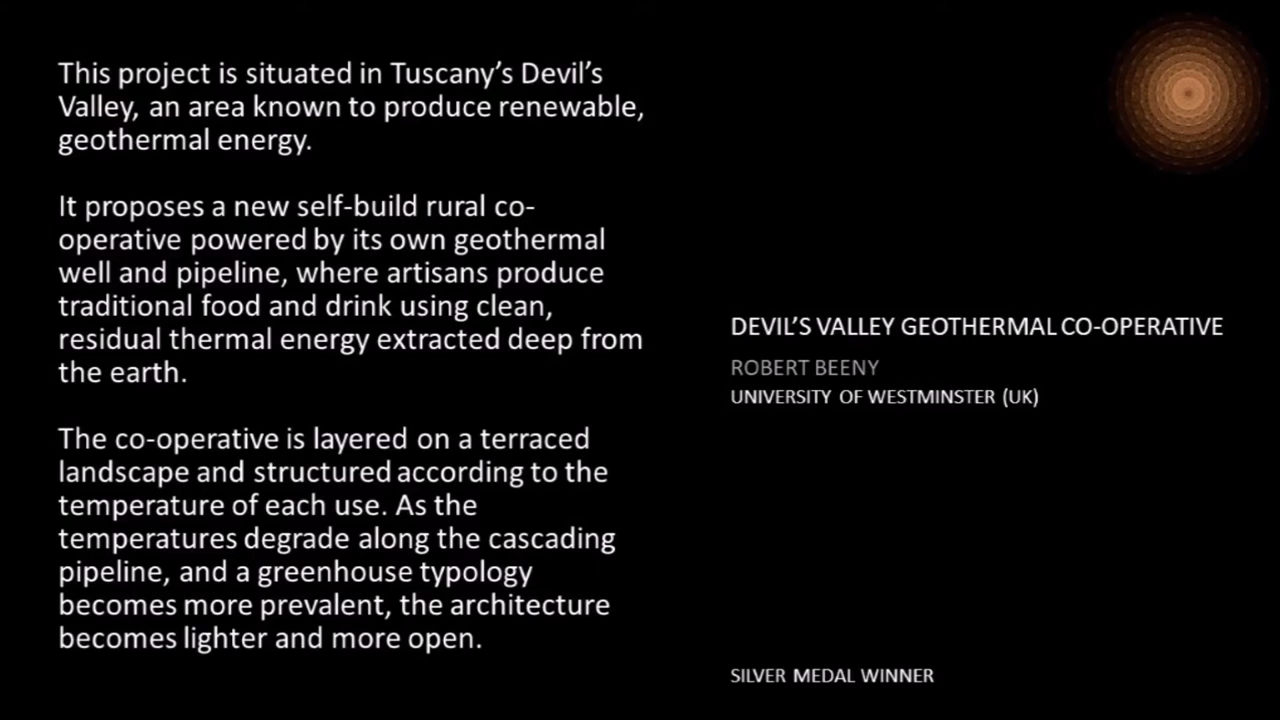 This project is situated in Tuscany's Devil's
Valley, an area known to produce renewable,
geothermal energy.
It proposes a new self-build rural co-
operative powered by its own geothermal
well and pipeline, where artisans produce
traditional food and drink using clean,
residual thermal energy extracted deep from
the earth.
The co-operative is layered on a terraced
landscape and structured according to the
temperature of each use. As the
temperatures degrade along the cascading
pipeline, and a greenhouse typology
becomes more prevalent, the architecture
becomes lighter and more open.
DEVIL'S VALLEY GEOTHERMAL CO-OPERATIVE
ROBERT BEENY
UNIVERSITY OF WESTMINSTER (UK)
SILVER MEDAL WINNER